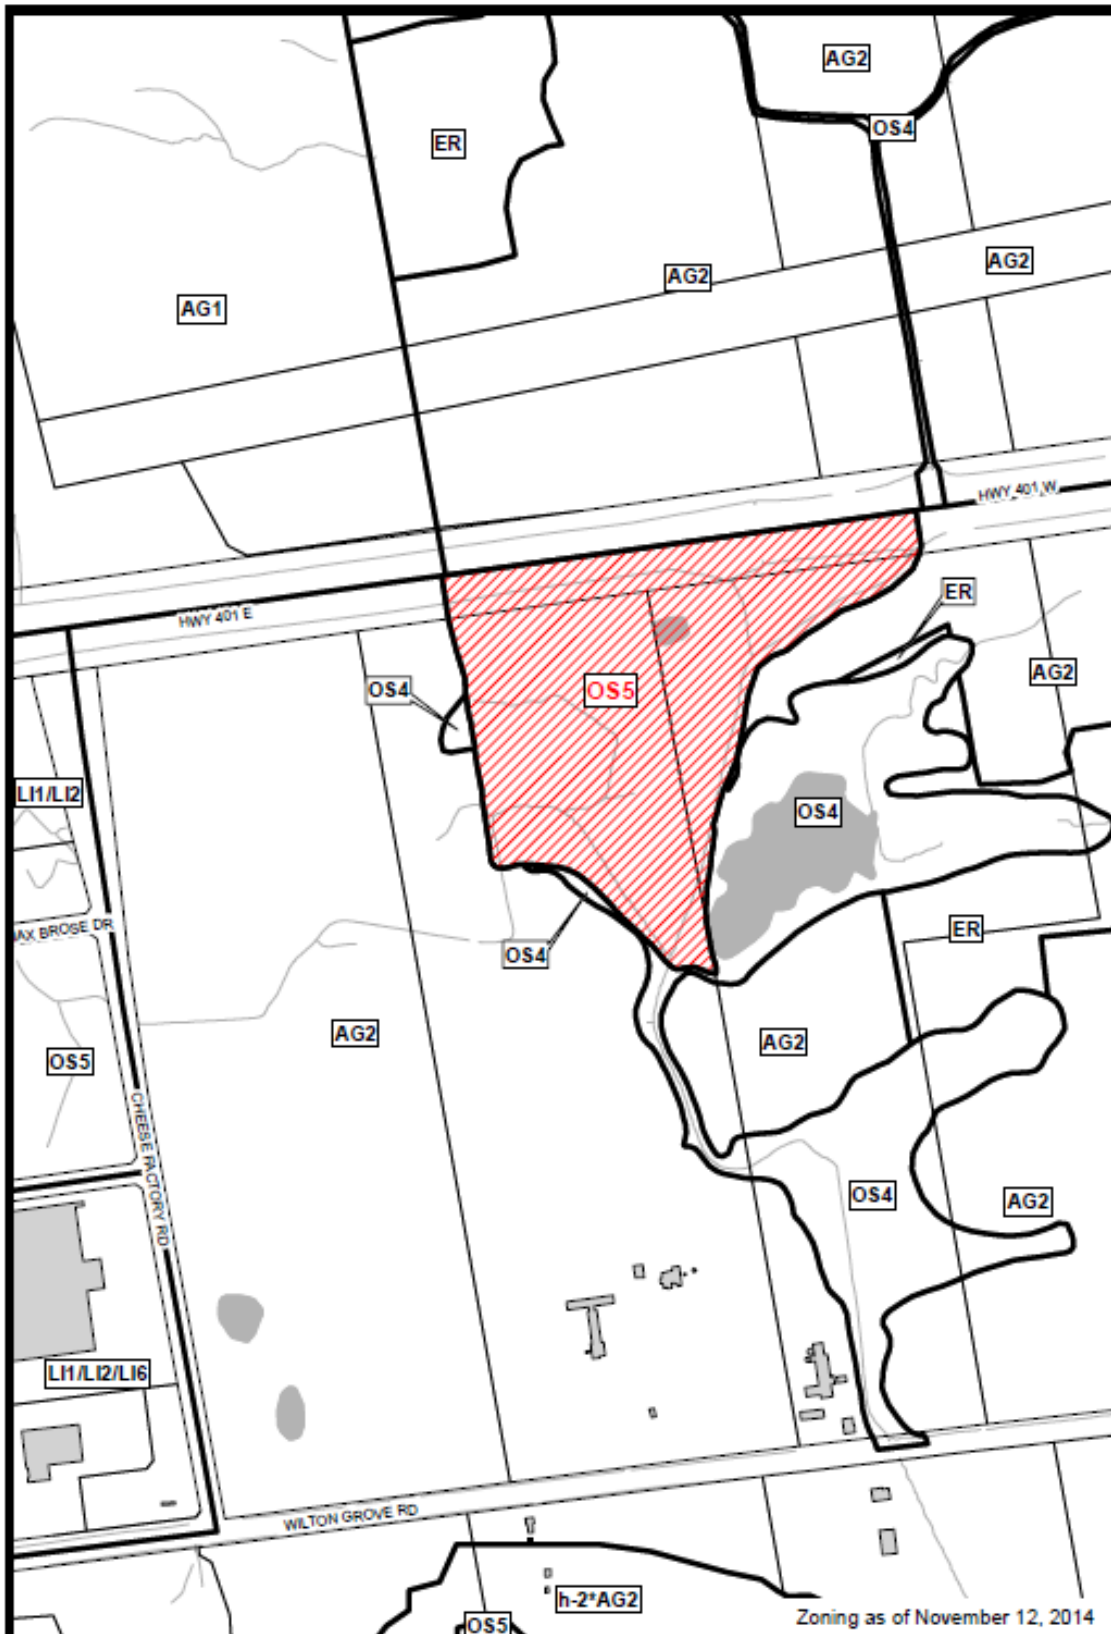 AG2
OS4
ER
AG2
AG2
AG1
HWY 401 W
HWY 401 E
ER
OS4
OS5
AG2
LI1/LI2
OS4
AX BROSE DR
OS4
ER
AG2
AG2
OS5
CHEESE FACTORY RD
OS4
AG2
LI1/LI2/LI6
WILTON GROVE RD
h-2*AG2
OS5
Zoning as of November 12, 2014